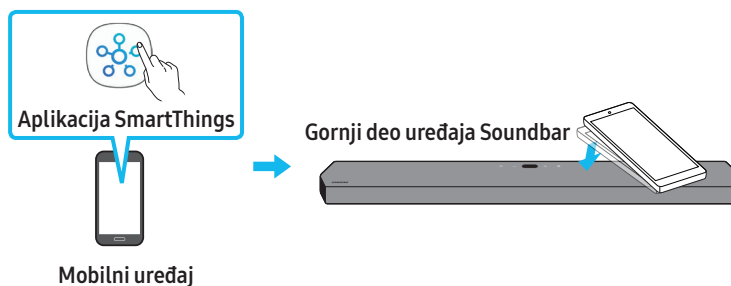 Aplikacija SmartThings
Gornji deo uređaja Soundbar
Mobilni uređaj